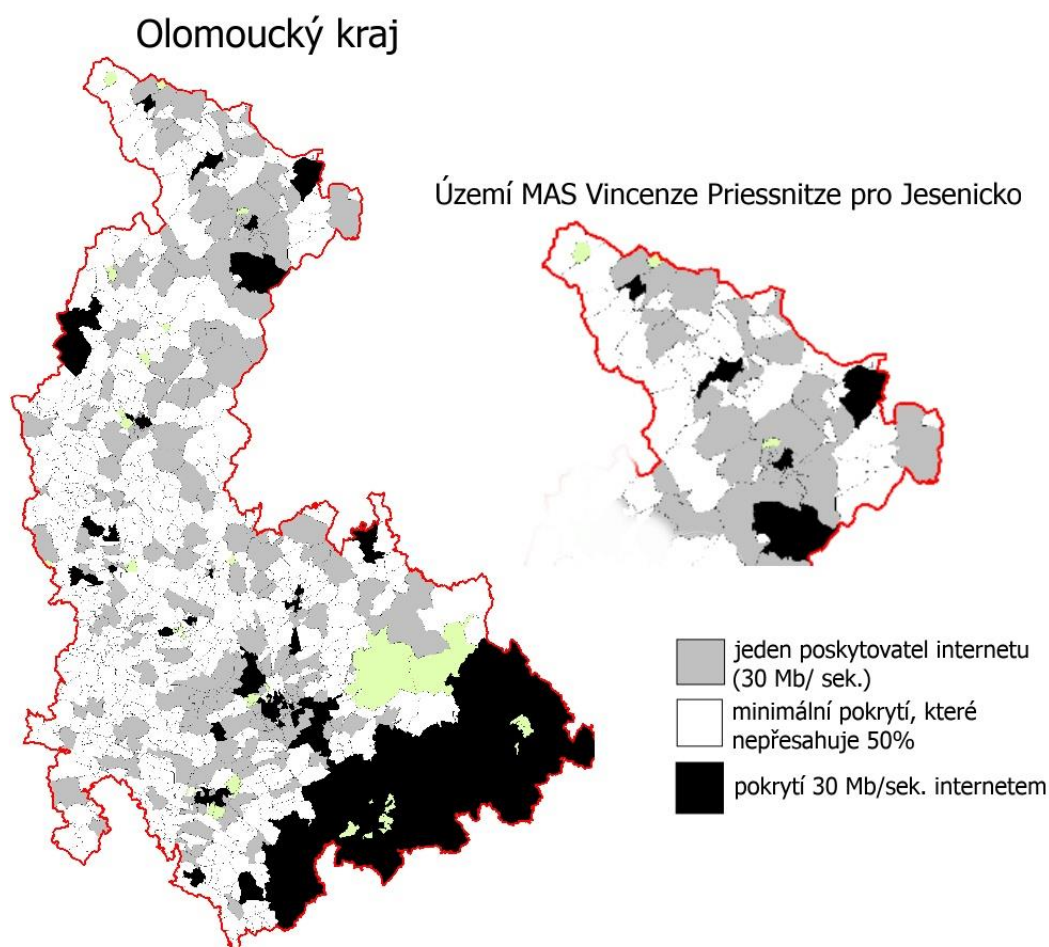 Olomoucký kraj
Území MAS Vincenze Priessnitze pro Jesenicko
jeden poskytovatel internetu
(30 Mb/ sek.)
minimální pokrytí, které
nepřesahuje 50%
pokrytí 30 Mb/sek. internetem